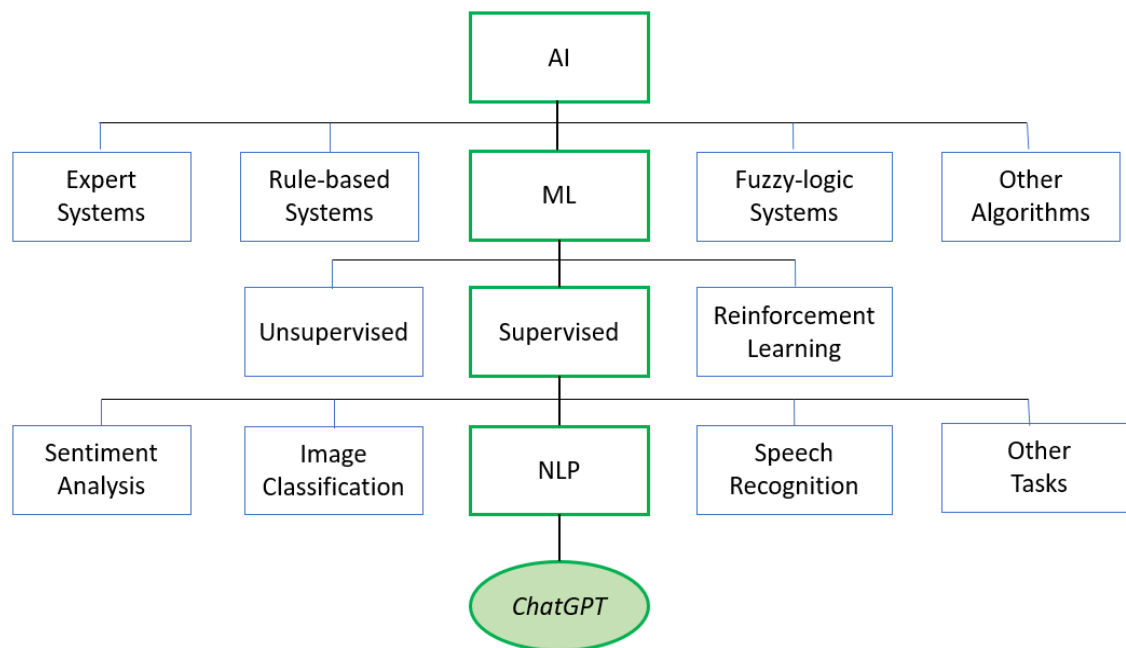 AI
Expert
Systems
Rule-based
Systems
ML
Fuzzy-logic
Systems
Other
Algorithms
Unsupervised
Supervised
Reinforcement
Learning
Sentiment
Analysis
Image
Classification
NLP
Speech
Recognition
Other
Tasks
ChatGPT